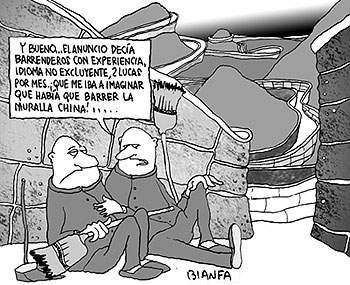 Y BUENO... EL ANUNCIO DECÍA
BARRENDEROS CON EXPERIENCIA,
IDIOMA NO EXCLUYENTE, 2 LUCAS
POR MES. ¡QUE ME IBA A IMAGINAR
QUE HABÍA QUE BARRER LA
MURALLA CHINA!.....
BIANFA